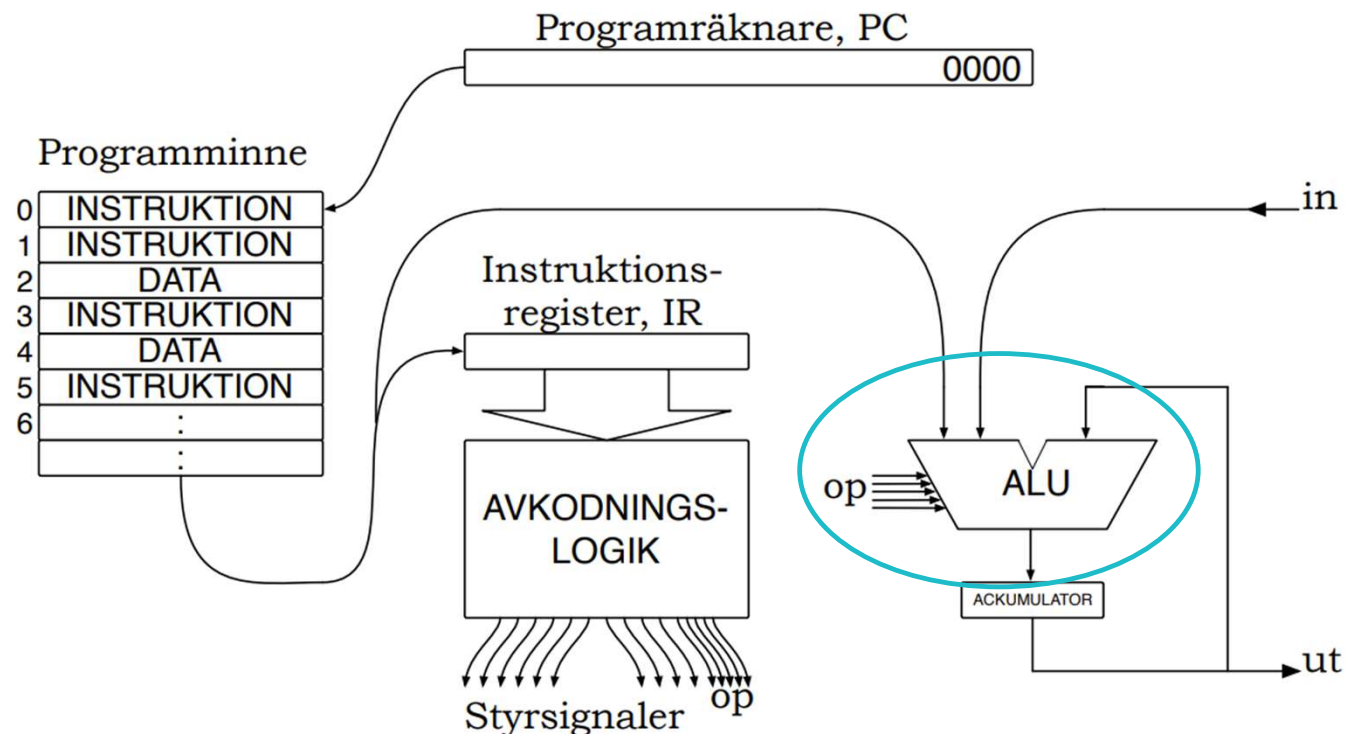 Programräknare, PC
0000
Programminne
0 INSTRUKTION
1 INSTRUKTION
2 DATA
3 INSTRUKTION
4 DATA
5 INSTRUKTION
6 :
:
in
Instruktions-
register, IR
AVKODNINGS-
LOGIK
op
ALU
ACKUMULATOR
ut
op
Styrsignaler